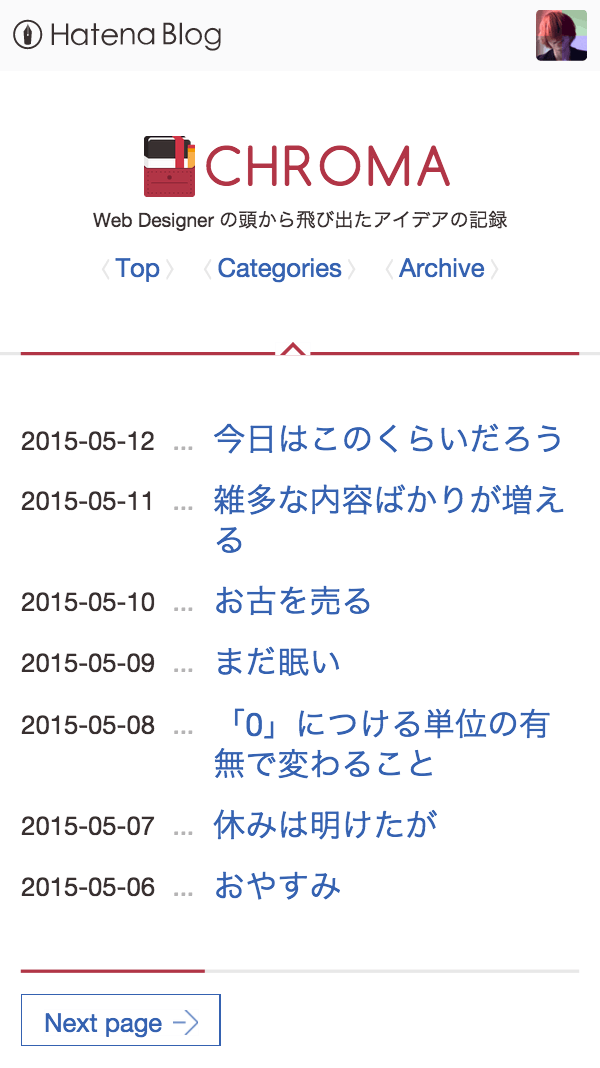 Hatena Blog
CHROMA
Web Designer の頭から飛び出たアイデアの記録
〈 Top 〉 〈 Categories 〉 〈 Archive 〉
2015-05-12 ... 今日はこのくらいだろう
2015-05-11 ... 雑多な内容ばかりが増え
る
2015-05-10 ... お古を売る
2015-05-09 ... まだ眠い
2015-05-08 ... 「0」につける単位の有
無で変わること
2015-05-07 ... 休みは明けたが
2015-05-06 ... おやすみ
Next page →